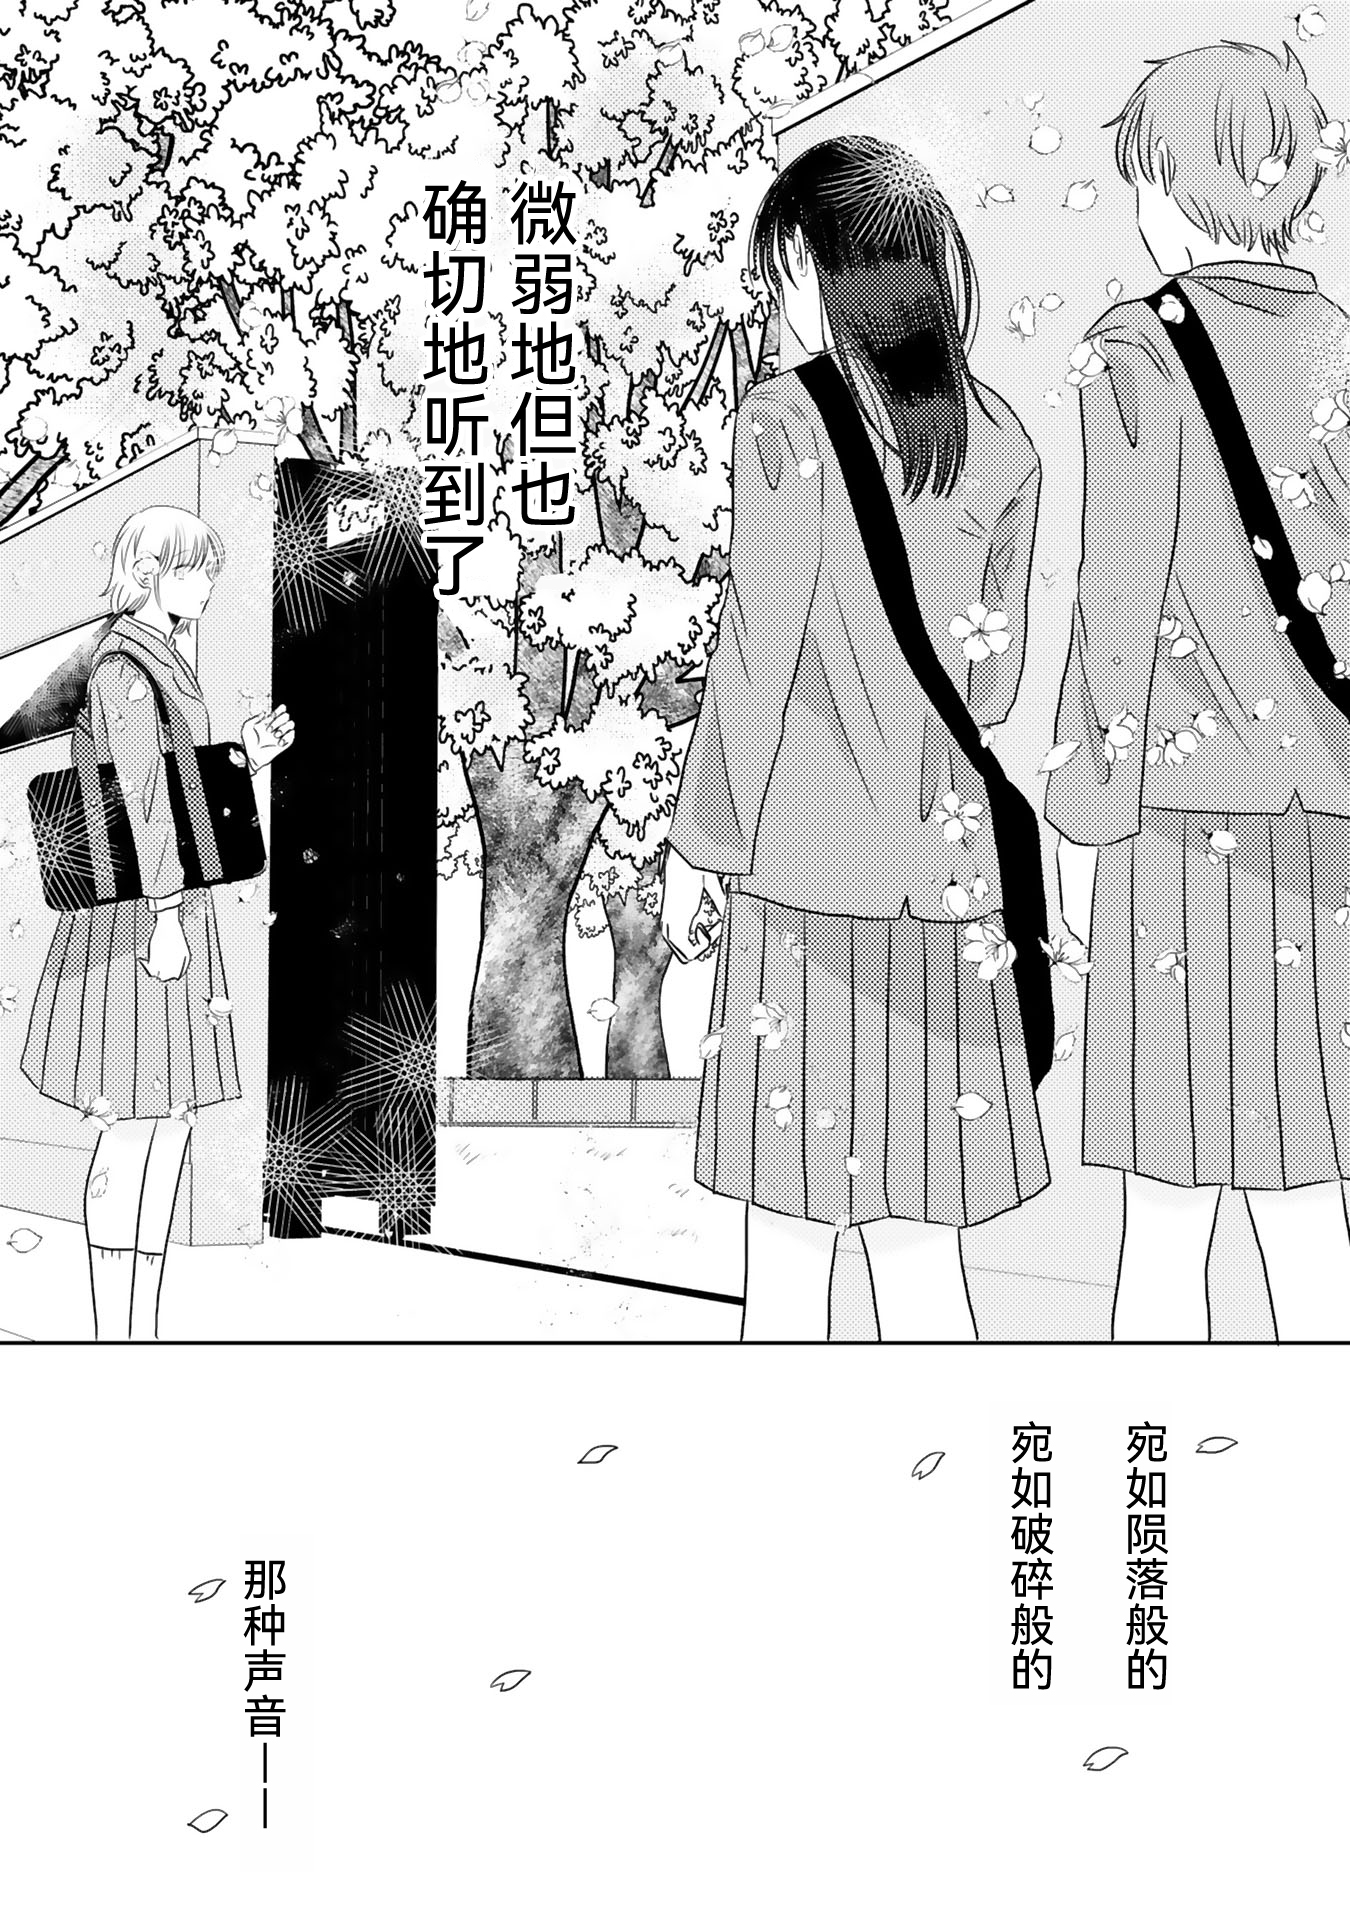 微弱地但也
确切地听到了
宛如陨落般的
宛如破碎般的
那种声音——